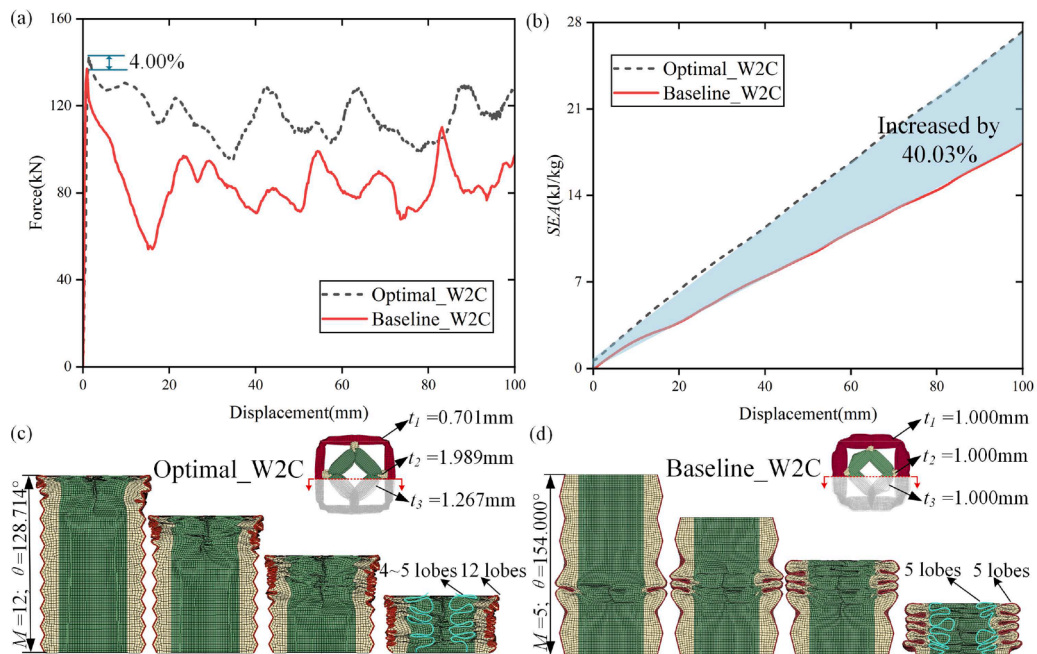 (a)
160
120
80
40
0
Force(kN)
4.00%
Optimal_W2C
Baseline_W2C
0
20
40
60
80
100
Displacement(mm)
(b)
28
21
14
7
0
SEA(kJ/kg)
Optimal_W2C
Baseline_W2C
Increased by
40.03%
0
20
40
60
80
100
Displacement(mm)
(c)
Optimal_W2C
t1 =0.701mm
t2 =1.989mm
t3 =1.267mm
M =12; θ =128.714°
4~5 lobes
12 lobes
(d)
Baseline_W2C
t1 =1.000mm
t2 =1.000mm
t3 =1.000mm
M =5; θ =154.000°
5 lobes
5 lobes